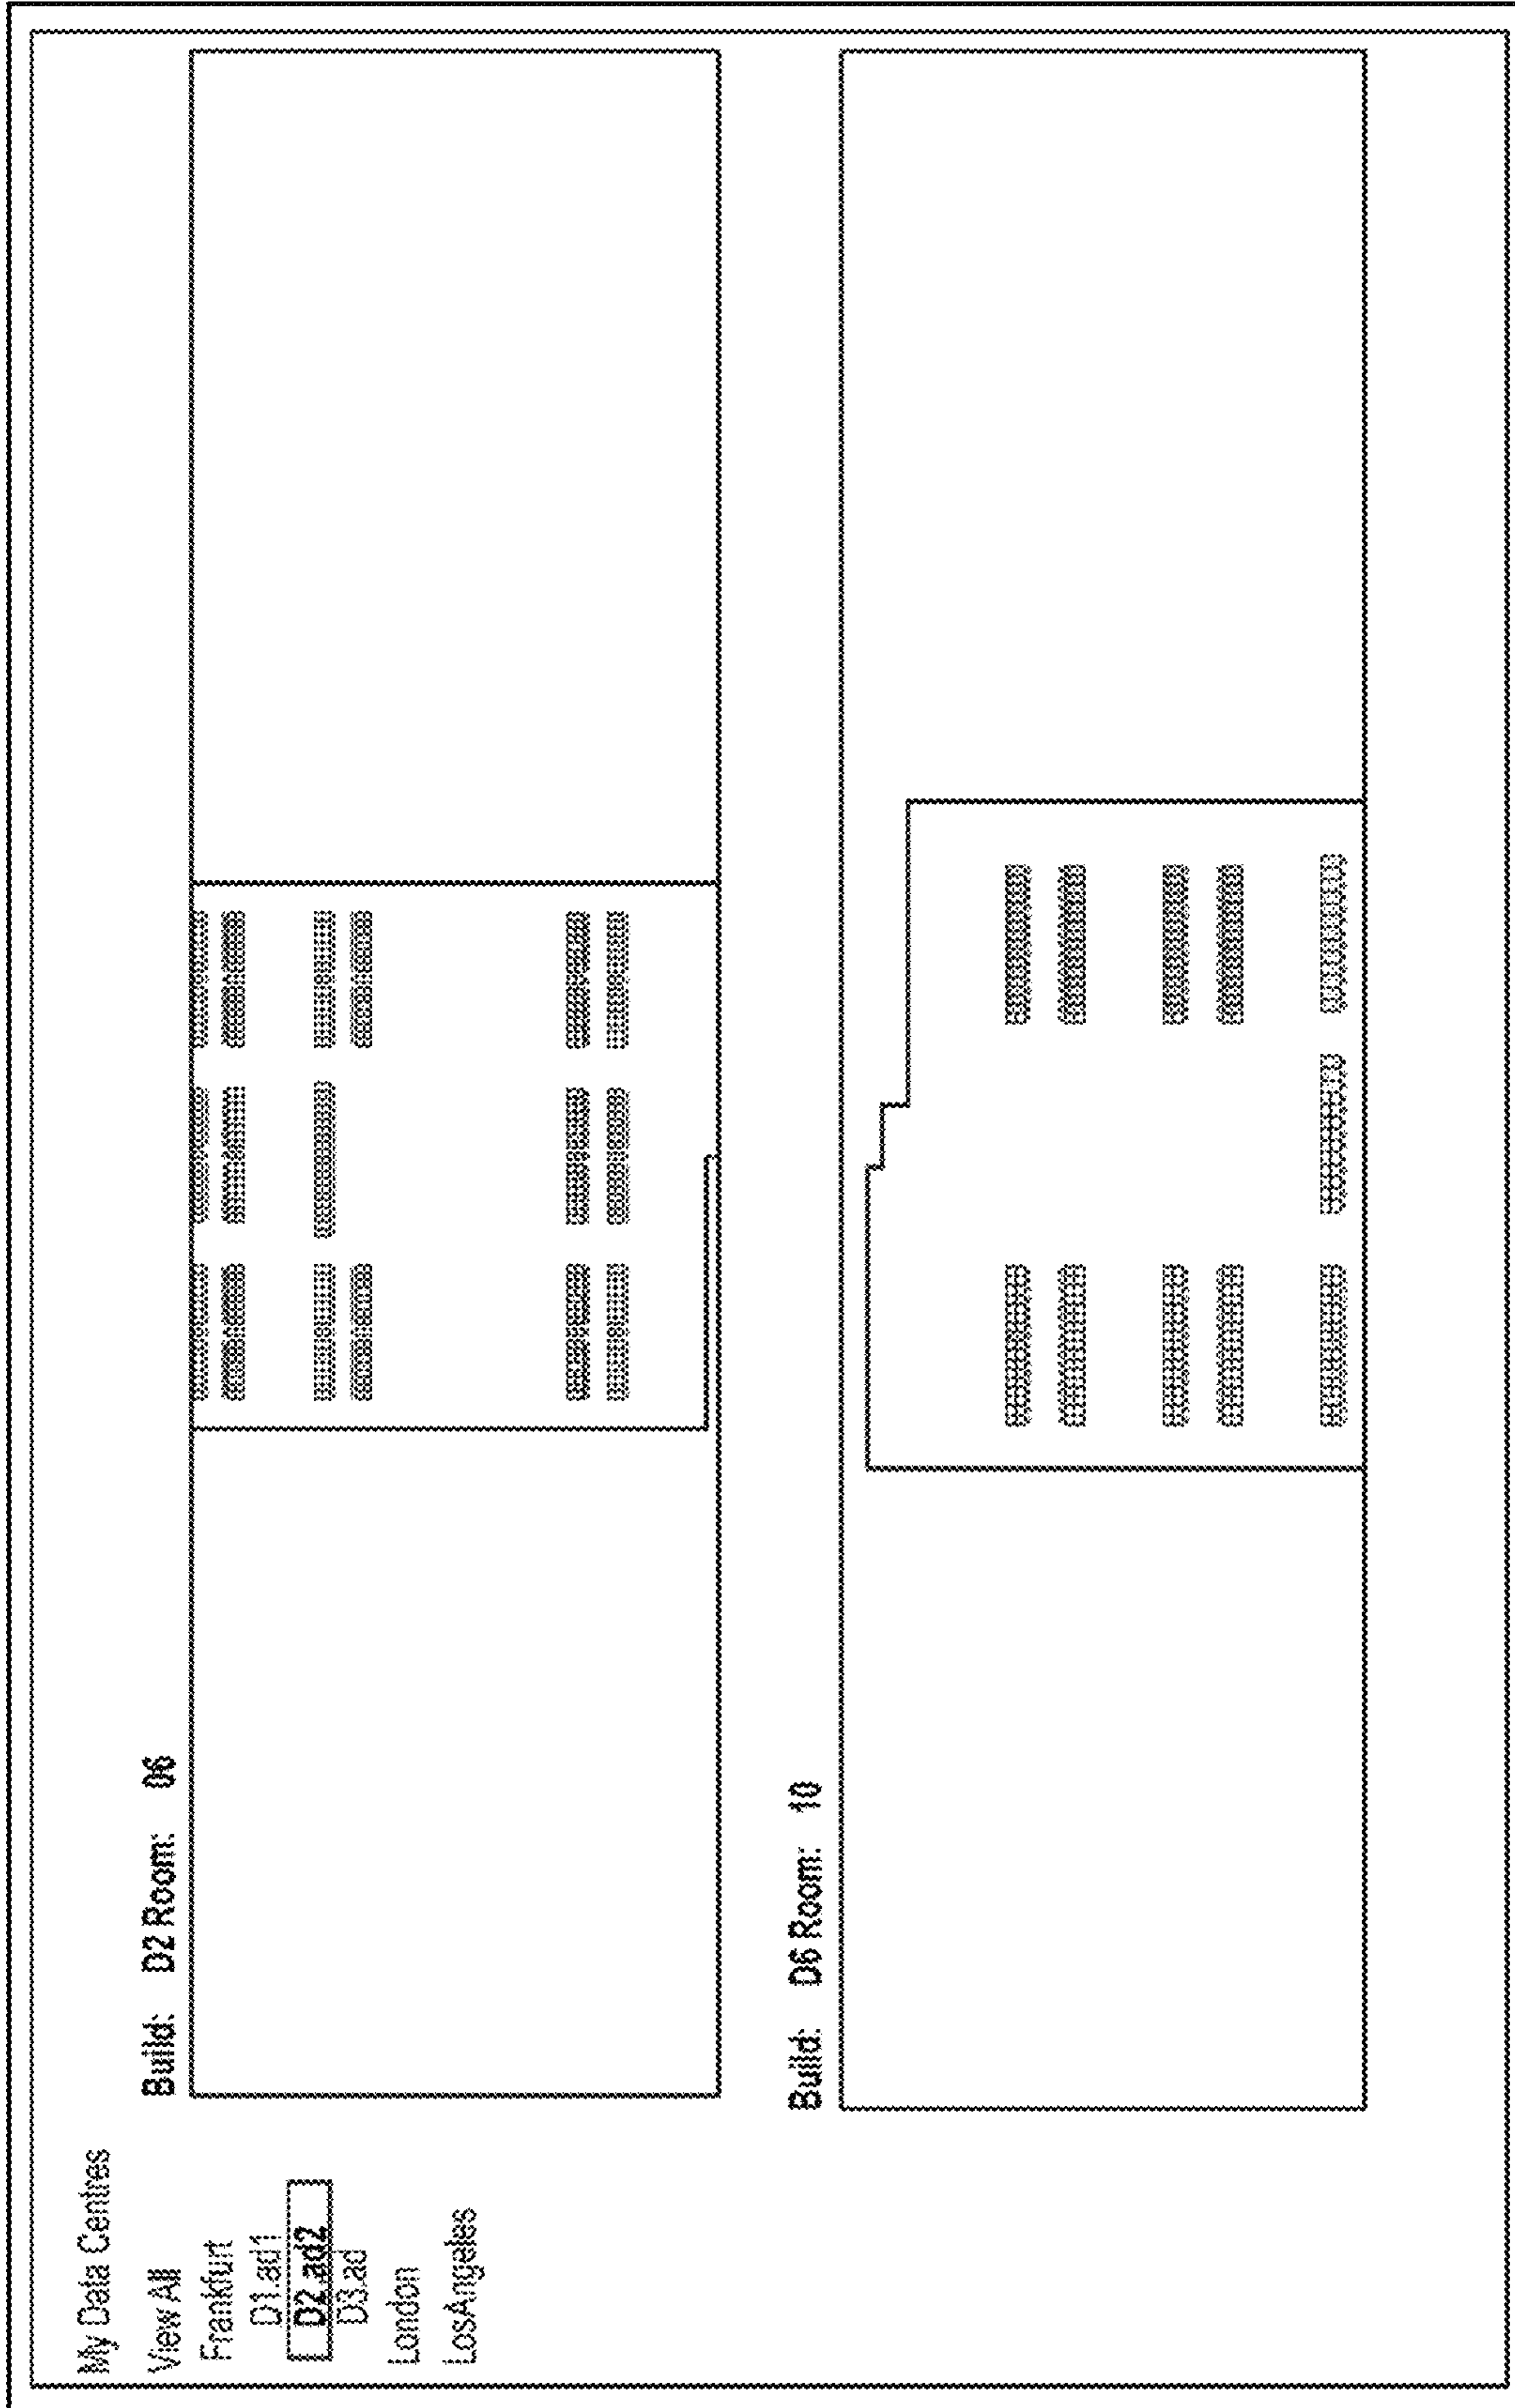 My Data Centres
View All
Frankfurt
D1.ad1
D2.ad2
D3.ad
London
LosAngeles
Build: D2 Room: 06
Build: D6 Room: 10